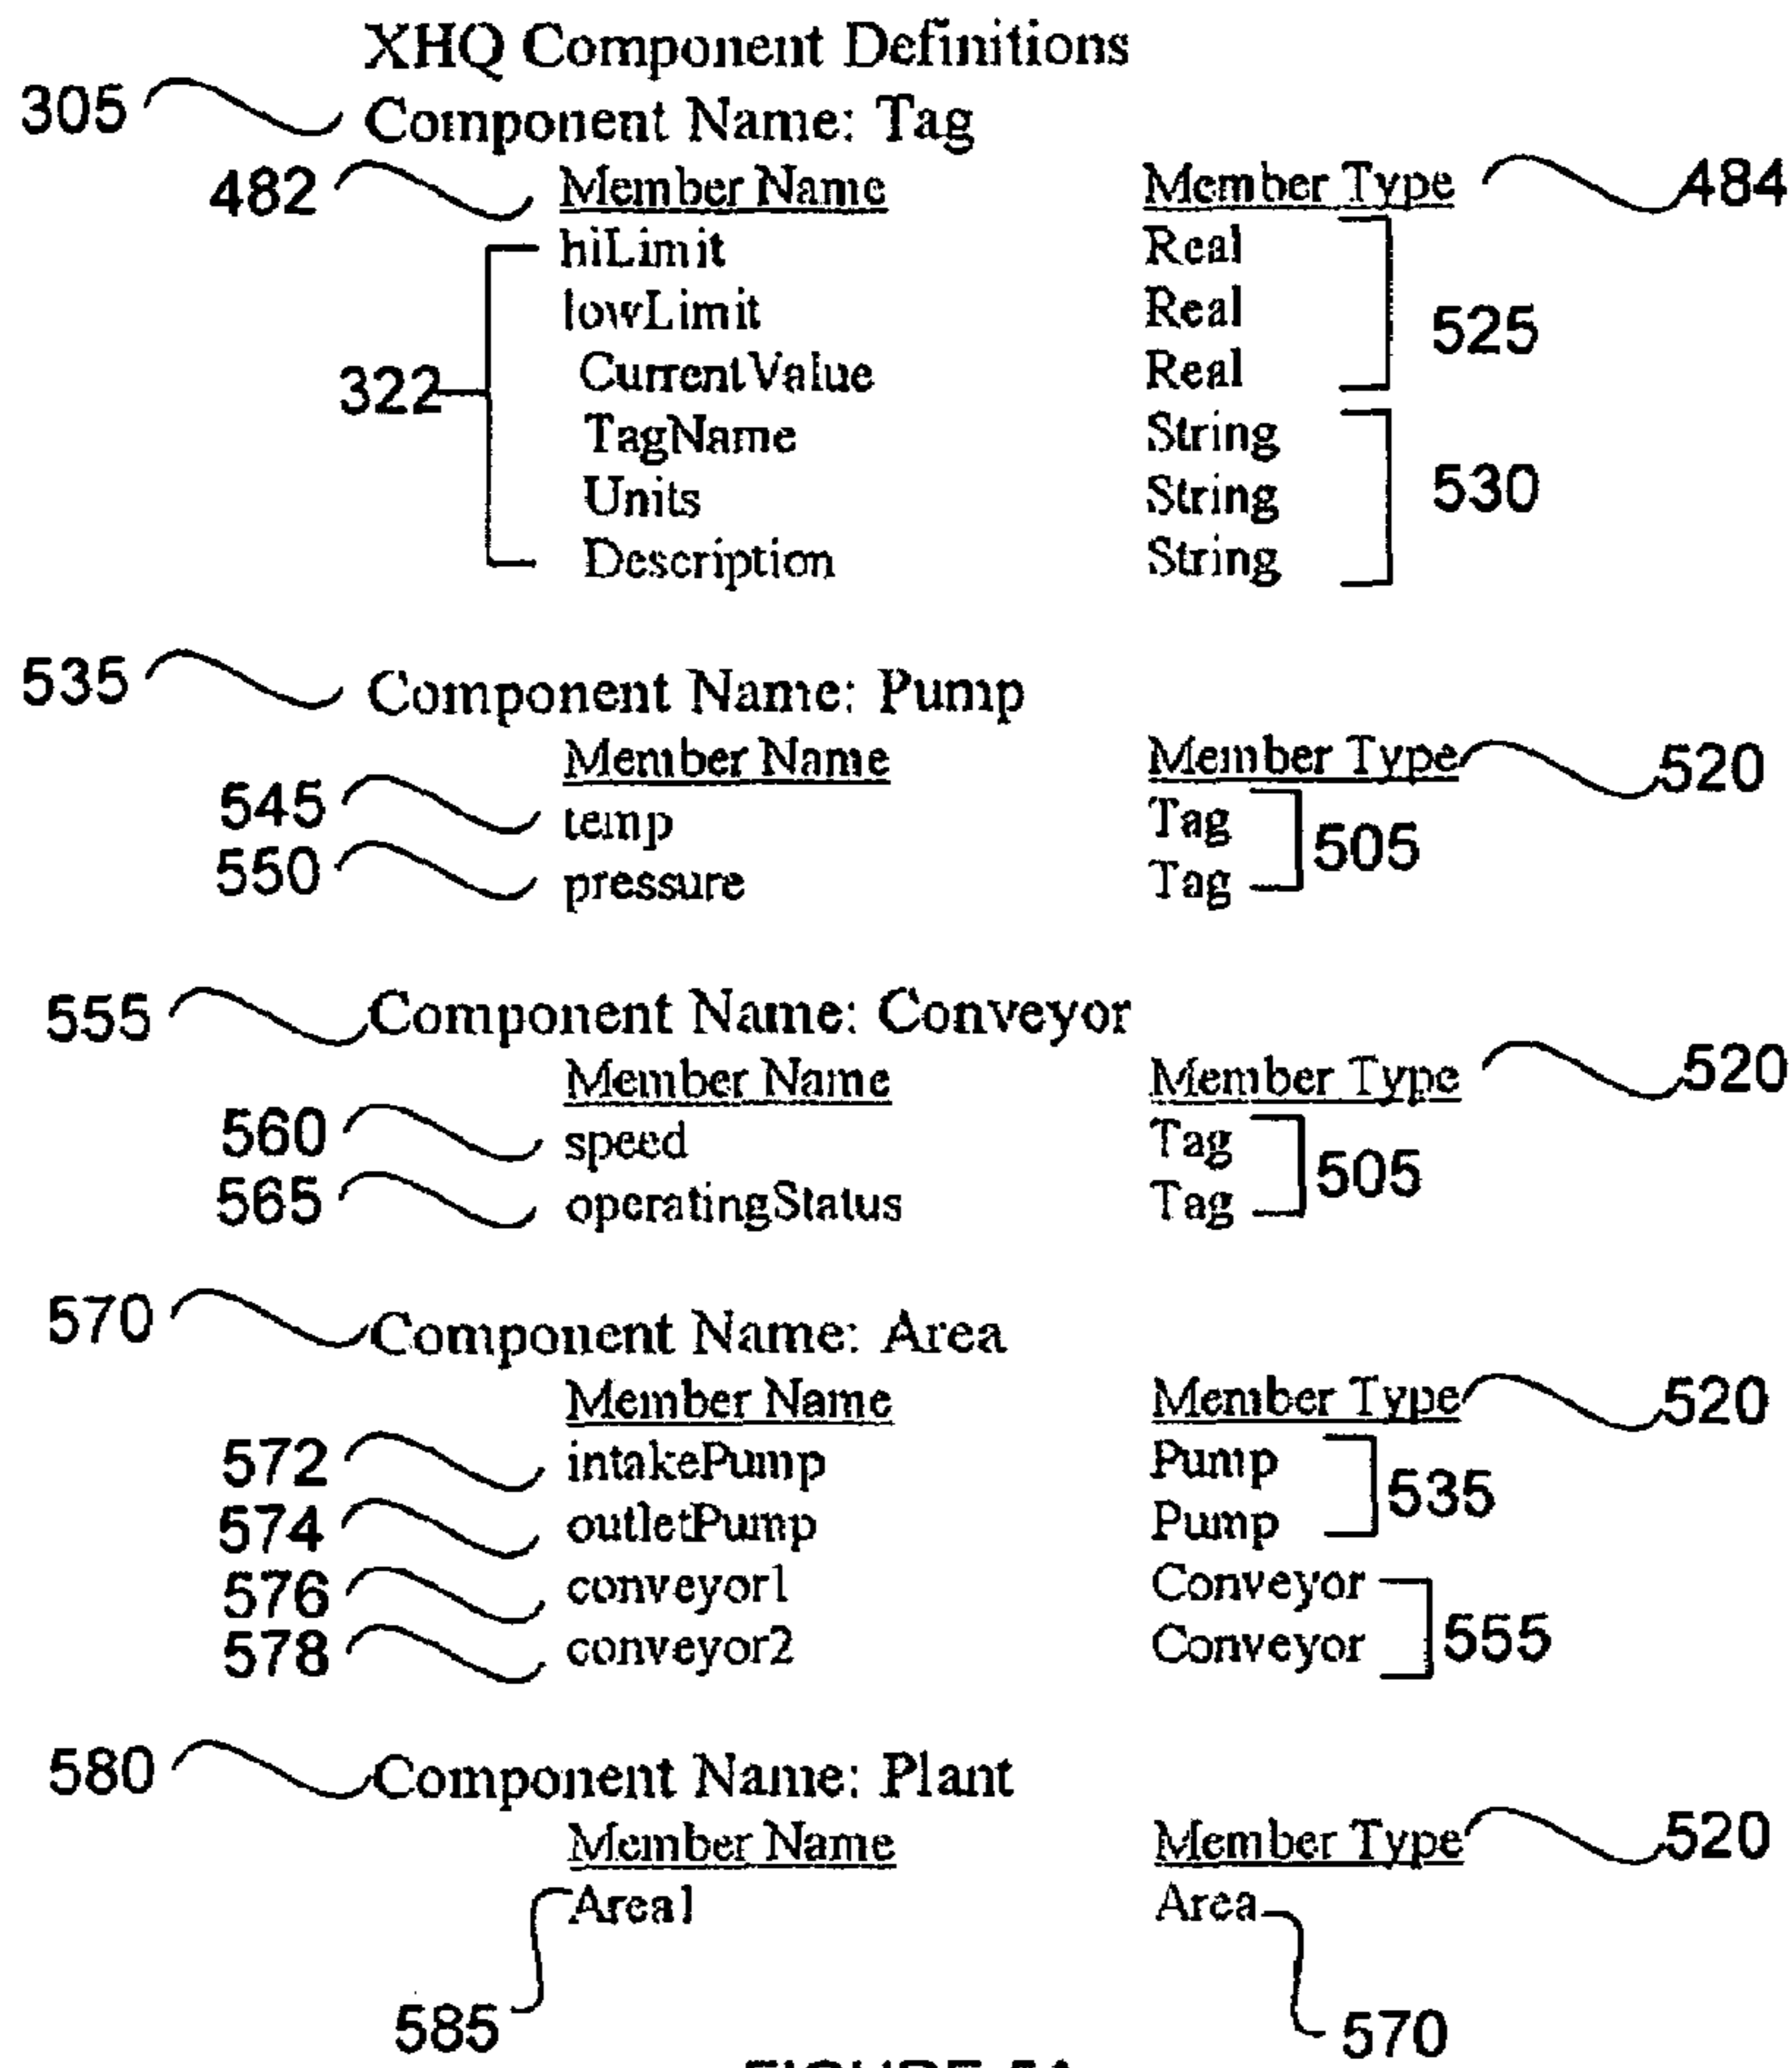 XHQ Component Definitions
305 Component Name: Tag
482 Member Name Member Type 484
hiLimit Real
lowLimit Real 525
322 CurrentValue Real
TagName String
Units String 530
Description String
535 Component Name: Pump
Member Name Member Type 520
545 temp Tag 505
550 pressure Tag
555 Component Name: Conveyor
Member Name Member Type 520
560 speed Tag 505
565 operatingStatus Tag
570 Component Name: Area
Member Name Member Type 520
572 intakePump Pump 535
574 outletPump Pump
576 conveyor1 Conveyor 555
578 conveyor2 Conveyor
580 Component Name: Plant
Member Name Member Type 520
Area1 Area
585 570